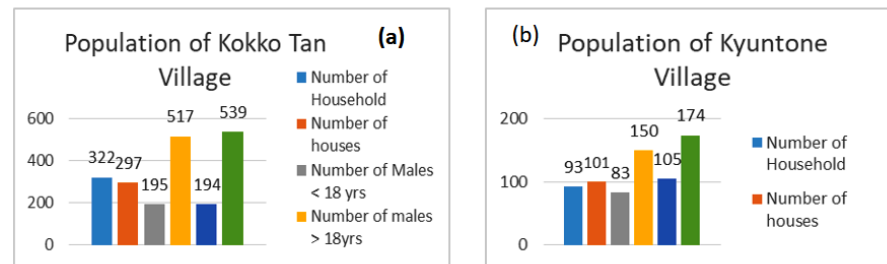 Population of Kokko Tan (a)
Village
Number of
Household
Number of
houses
Number of Males
< 18 yrs
Number of males
> 18yrs
600
400
200
0
322
297
195
517
194
539
(b) Population of Kyuntone
Village
200
100
0
93
101
83
150
105
174
Number of
Household
Number of
houses